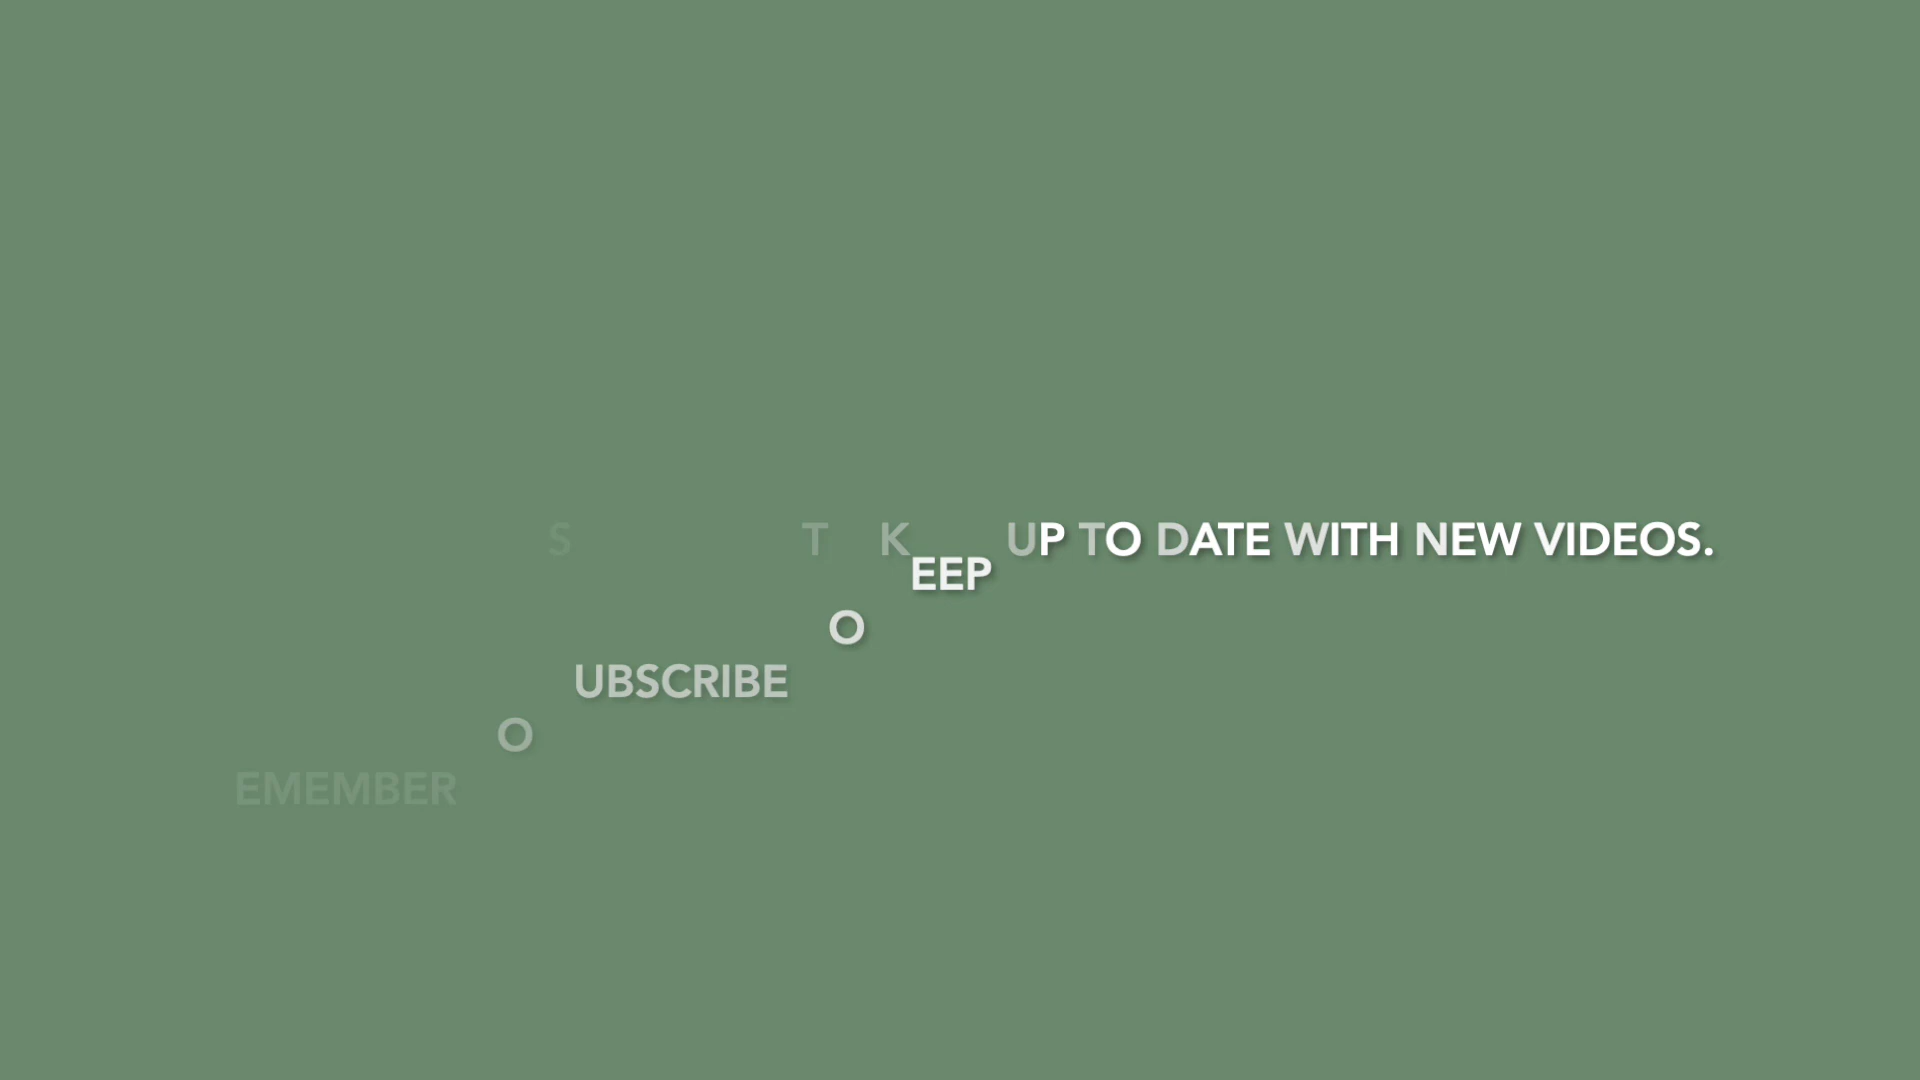 S T K UP TO DATE WITH NEW VIDEOS.
EEP
O
UBSCRIBE
O
EMEMBER